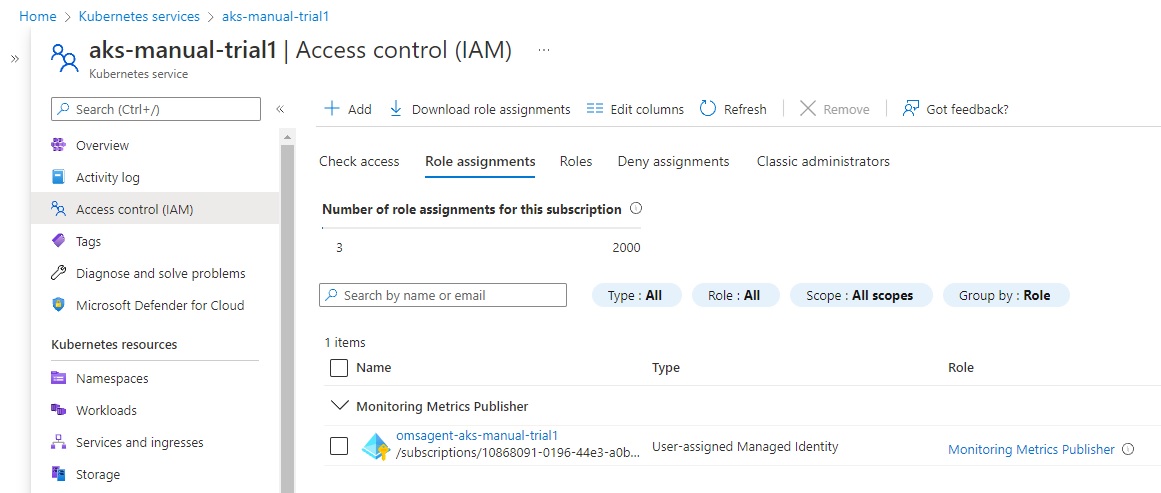 Home > Kubernetes services > aks-manual-trial1
aks-manual-trial1 | Access control (IAM) ...
Kubernetes service
Search (Ctrl+/)
Overview
Activity log
Access control (IAM)
Tags
Diagnose and solve problems
Microsoft Defender for Cloud
Kubernetes resources
Namespaces
Workloads
Services and ingresses
Storage
Add Download role assignments Edit columns Refresh Remove Got feedback?
Check access Role assignments Roles Deny assignments Classic administrators
Number of role assignments for this subscription
3 2000
Search by name or email Type : All Role : All Scope : All scopes Group by : Role
1 items
Name Type Role
Monitoring Metrics Publisher
omsagent-aks-manual-trial1
/subscriptions/10868091-0196-44e3-a0b... User-assigned Managed Identity Monitoring Metrics Publisher